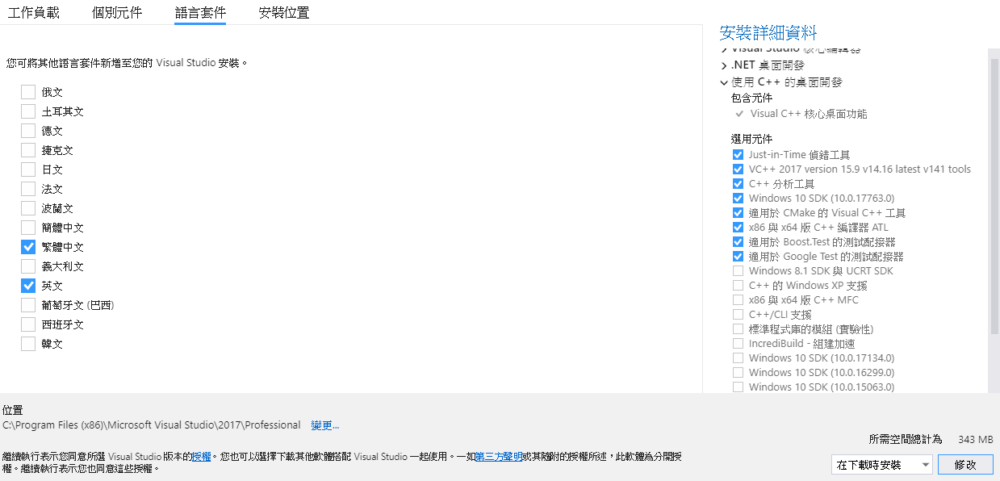 工作負載 個別元件 語言套件 安裝位置
您可將其他語言套件新增至您的 Visual Studio 安裝。
俄文
土耳其文
德文
捷克文
日文
法文
波蘭文
簡體中文
繁體中文
義大利文
英文
葡萄牙文 (巴西)
西班牙文
韓文
安裝詳細資料
Visual Studio 核心編輯器
.NET 桌面開發
使用 C++ 的桌面開發
包含元件
Visual C++ 核心桌面功能
選用元件
Just-in-Time 偵錯工具
VC++ 2017 version 15.9 v14.16 latest v141 tools
C++ 分析工具
Windows 10 SDK (10.0.17763.0)
適用於 CMake 的 Visual C++ 工具
x86 與 x64 版 C++ 編譯器 ATL
適用於 Boost.Test 的測試配接器
適用於 Google Test 的測試配接器
Windows 8.1 SDK 與 UCRT SDK
C++ 的 Windows XP 支援
x86 與 x64 版 C++ MFC
C++/CLI 支援
標準程式庫的模組 (實驗性)
IncrediBuild - 組建加速
Windows 10 SDK (10.0.17134.0)
Windows 10 SDK (10.0.16299.0)
Windows 10 SDK (10.0.15063.0)
位置
C:\Program Files (x86)\Microsoft Visual Studio\2017\Professional 變更...
所需空間總計為 343 MB
繼續執行表示您同意所選 Visual Studio 版本的授權。您也可以選擇下載其他軟體搭配 Visual Studio 一起使用。一如第三方聲明或其隨附的授權所述，此軟體為分開授
權。繼續執行表示您也同意這些授權。
在下載時安裝 修改